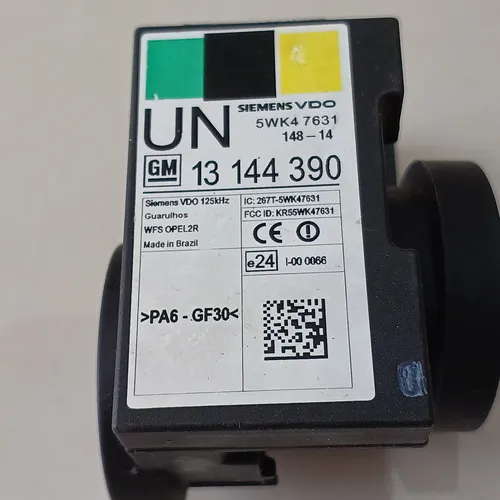 SIEMENS VDO
UN 5WK4 7631
148-14
GM 13 144 390
Siemens VDO 125kHz
Guarulhos
WFS OPEL2R
Made in Brazil
IC: 267T-5WK47631
FCC ID: KR55WK47631
CE
e24 I-00 0066
>PA6 - GF30<